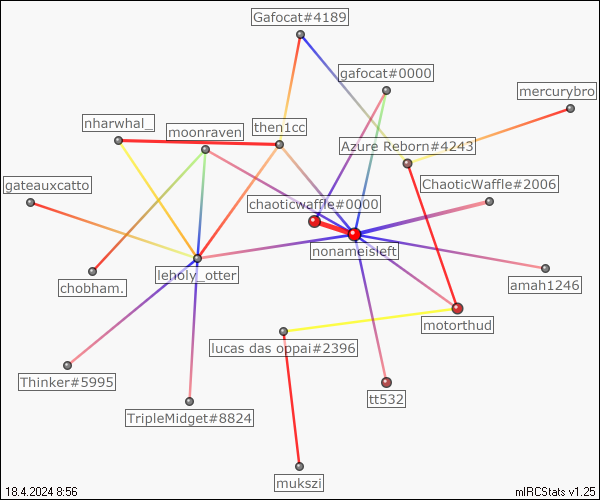 Gafocat#4189
gafocat#0000
mercurybro
nharwhal_
moonraven
then1cc
Azure Reborn#4243
gateauxcatto
ChaoticWaffle#2006
chaoticwaffle#0000
nonameisleft
leholy_otter
chobham.
amah1246
motorthud
lucas das oppai#2396
Thinker#5995
tt532
TripleMidget#8824
mukszi
18.4.2024 8:56
mIRCStats v1.25